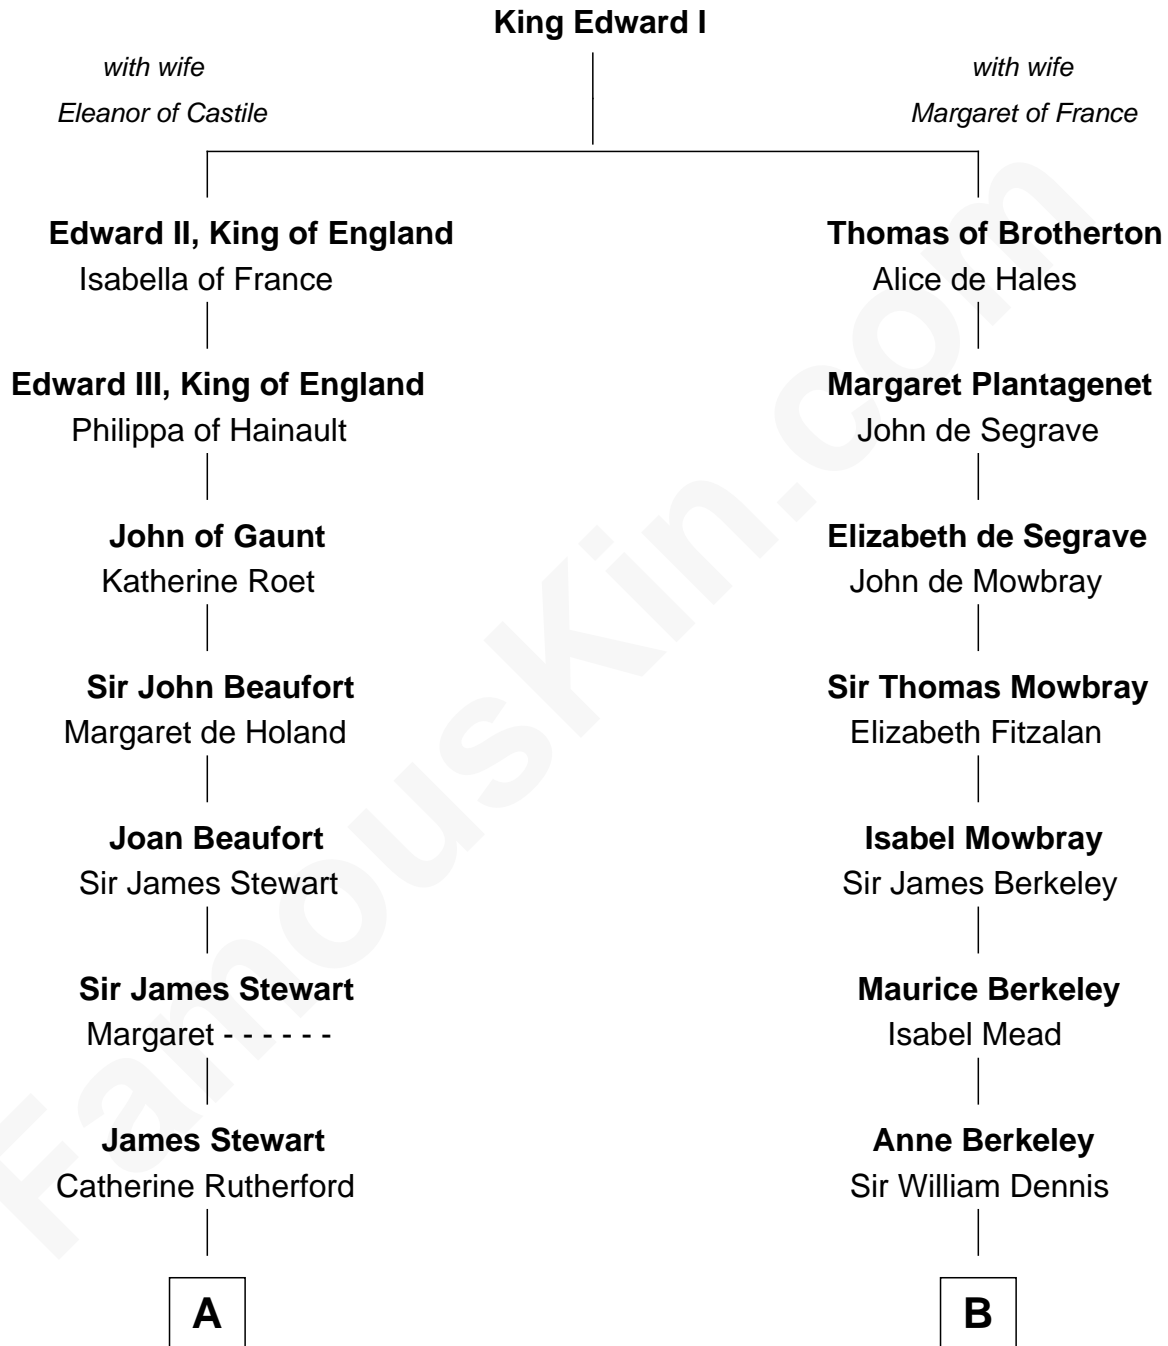 King Edward I
with wife
Eleanor of Castile
with wife
Margaret of France
Edward II, King of England
Isabella of France
Thomas of Brotherton
Alice de Hales
Edward III, King of England
Philippa of Hainault
Margaret Plantagenet
John de Segrave
John of Gaunt
Katherine Roet
Elizabeth de Segrave
John de Mowbray
Sir John Beaufort
Margaret de Holand
Sir Thomas Mowbray
Elizabeth Fitzalan
Joan Beaufort
Sir James Stewart
Isabel Mowbray
Sir James Berkeley
Sir James Stewart
Margaret - - - - - -
Maurice Berkeley
Isabel Mead
James Stewart
Catherine Rutherford
Anne Berkeley
Sir William Dennis
A
B
FamousKin.com